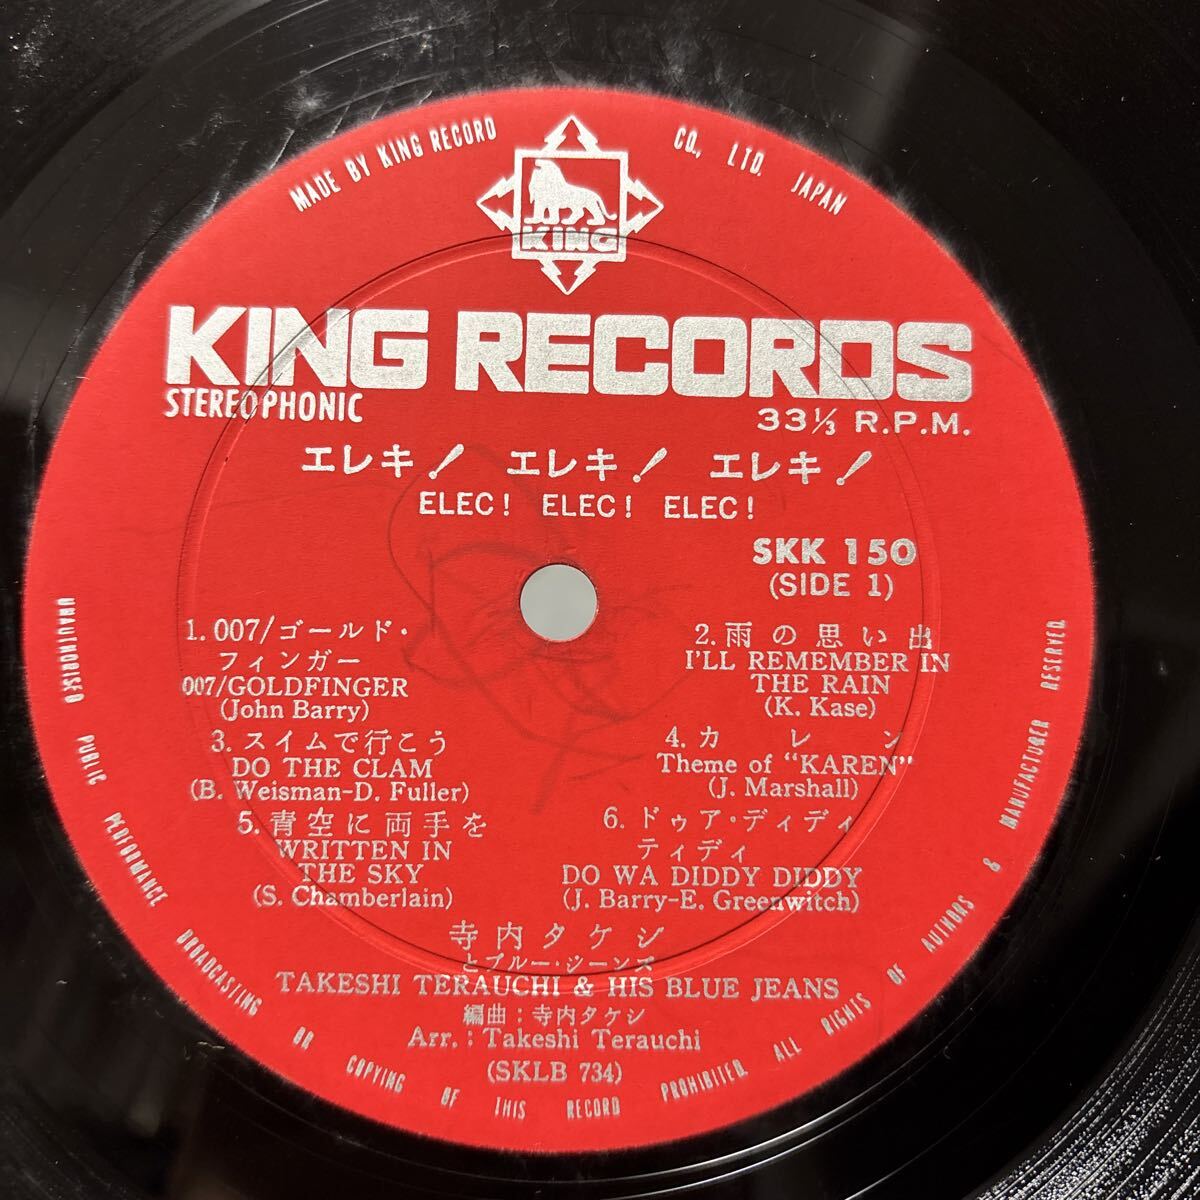 MADE BY KING RECORD CO., LTD. JAPAN
KING
KING RECORDS
STEREOPHONIC
33⅓ R.P.M.
エレキ! エレキ! エレキ!
ELEC! ELEC! ELEC!
SKK 150
(SIDE 1)
1. 007/ゴールド・
フィンガー
007/GOLDFINGER
(John Barry)
2. 雨の思い出
I'LL REMEMBER IN
THE RAIN
(K. Kase)
3. スイムで行こう
DO THE CLAM
(B. Weisman-D. Fuller)
4. カレン
Theme of "KAREN"
(J. Marshall)
5. 青空に両手を
WRITTEN IN
THE SKY
(S. Chamberlain)
6. ドゥア・ディディ
ティディ
DO WA DIDDY DIDDY
(J. Barry-E. Greenwitch)
寺内タケシ
とブルー・ジーンズ
TAKESHI TERAUCHI & HIS BLUE JEANS
編曲：寺内タケシ
Arr. : Takeshi Terauchi
(SKLB 734)
UNAUTHORISED PUBLIC PERFORMANCE BROADCASTING OR COPYING OF THIS RECORD PROHIBITED. ALL RIGHTS OF AUTHORS & MANUFACTURER RESERVED.